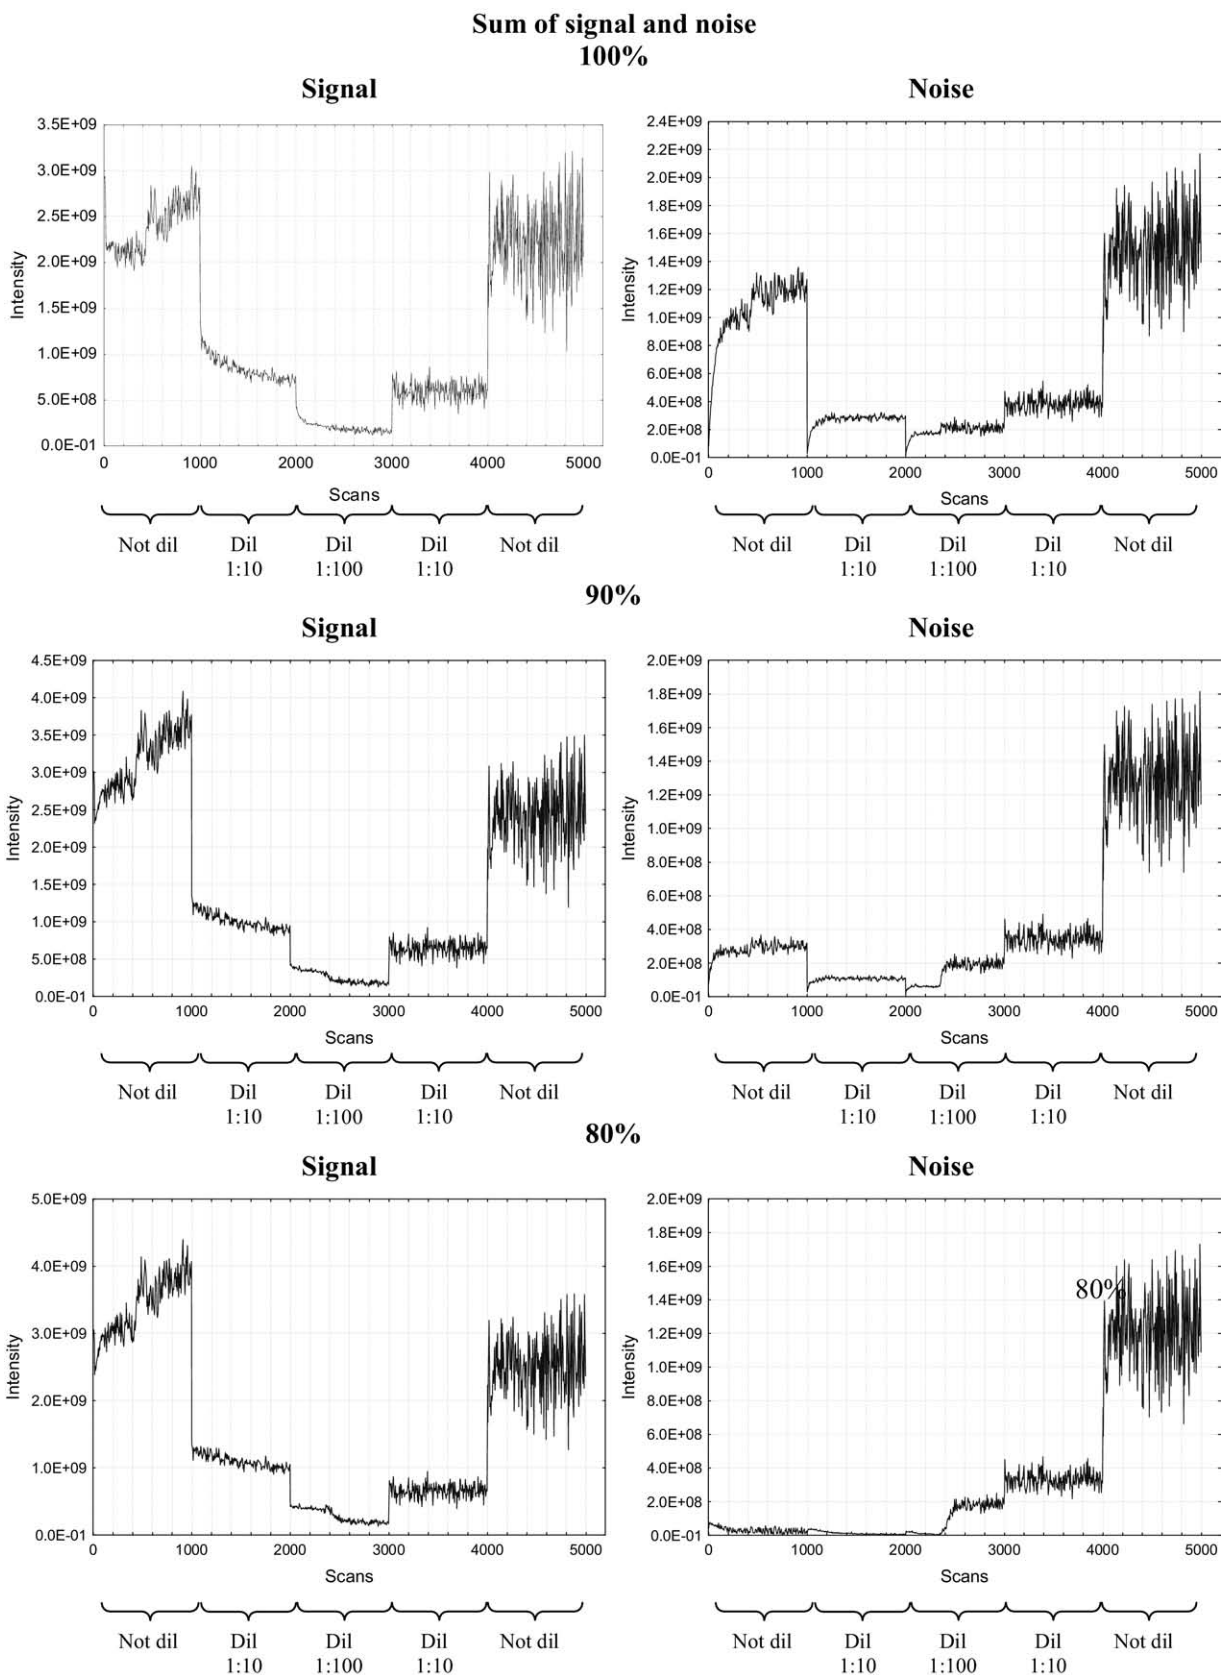 Sum of signal and noise
100%
Signal
Noise
3.5E+09
3.0E+09
2.5E+09
2.0E+09
1.5E+09
1.0E+09
5.0E+08
0.0E-01
Intensity
0 1000 2000 3000 4000 5000
Scans
Not dil Dil Dil Dil Not dil
1:10 1:100 1:10
2.4E+09
2.2E+09
2.0E+09
1.8E+09
1.6E+09
1.4E+09
1.2E+09
1.0E+09
8.0E+08
6.0E+08
4.0E+08
2.0E+08
0.0E-01
Intensity
0 1000 2000 3000 4000 5000
Scans
Not dil Dil Dil Dil Not dil
1:10 1:100 1:10
90%
Signal
Noise
4.5E+09
4.0E+09
3.5E+09
3.0E+09
2.5E+09
2.0E+09
1.5E+09
1.0E+09
5.0E+08
0.0E-01
Intensity
0 1000 2000 3000 4000 5000
Scans
Not dil Dil Dil Dil Not dil
1:10 1:100 1:10
2.0E+09
1.8E+09
1.6E+09
1.4E+09
1.2E+09
1.0E+09
8.0E+08
6.0E+08
4.0E+08
2.0E+08
0.0E-01
Intensity
0 1000 2000 3000 4000 5000
Scans
Not dil Dil Dil Dil Not dil
1:10 1:100 1:10
80%
Signal
Noise
5.0E+09
4.0E+09
3.0E+09
2.0E+09
1.0E+09
0.0E-01
Intensity
0 1000 2000 3000 4000 5000
Scans
Not dil Dil Dil Dil Not dil
1:10 1:100 1:10
2.0E+09
1.8E+09
1.6E+09
1.4E+09
1.2E+09
1.0E+09
8.0E+08
6.0E+08
4.0E+08
2.0E+08
0.0E-01
Intensity
80%
0 1000 2000 3000 4000 5000
Scans
Not dil Dil Dil Dil Not dil
1:10 1:100 1:10